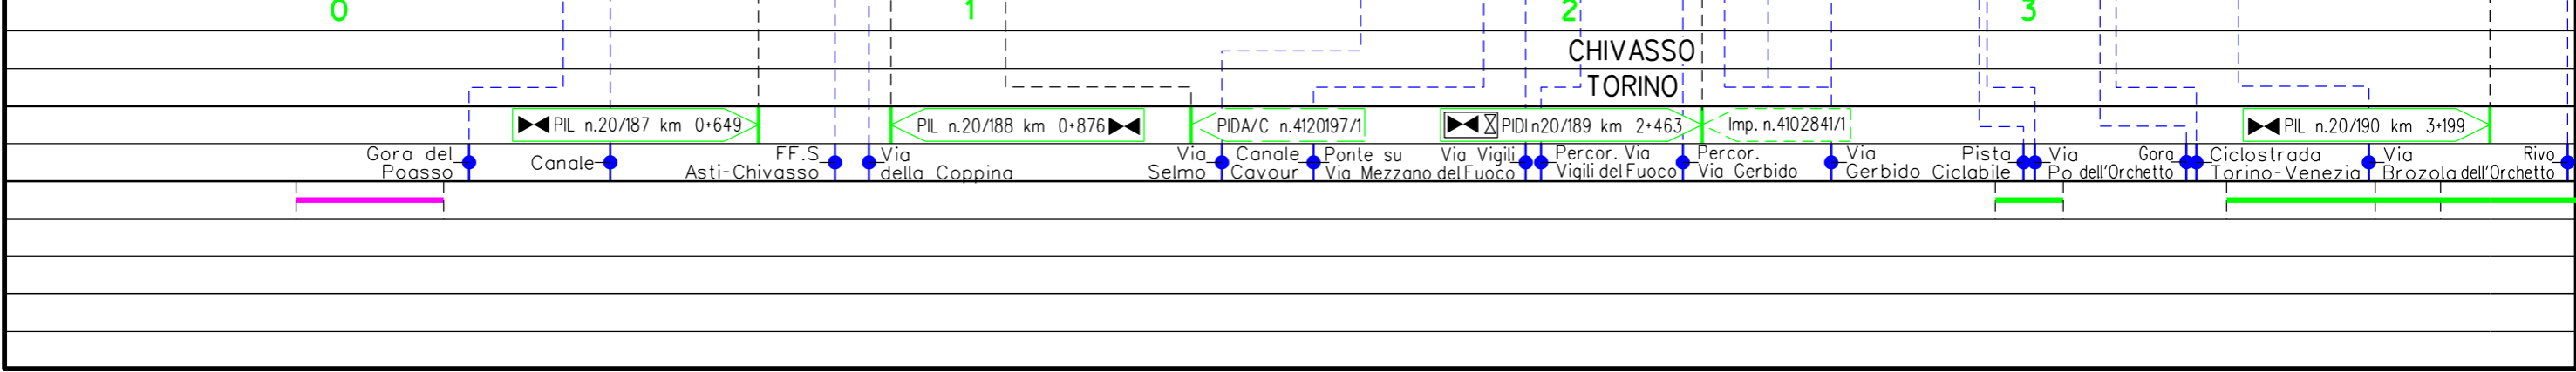 0 1 2 3
CHIVASSO
TORINO
PIL n.20/187 km 0+649
PIL n.20/188 km 0+876
PIDA/C n.4120197/1
PIDI n20/189 km 2+463
Imp. n.4102841/1
PIL n.20/190 km 3+199
Gora del
Poasso
Canale
FF.S
Asti-Chivasso
Via
della Coppina
Via
Selmo
Canale
Cavour
Ponte su
Via Mezzano
Via Vigili
del Fuoco
Percor. Via
Vigili del Fuoco
Percor.
Via Gerbido
Via
Gerbido
Pista
Ciclabile
Via
Po
Gora
dell'Orchetto
Ciclostrada
Torino-Venezia
Via
Brozola
Rivo
dell'Orchetto